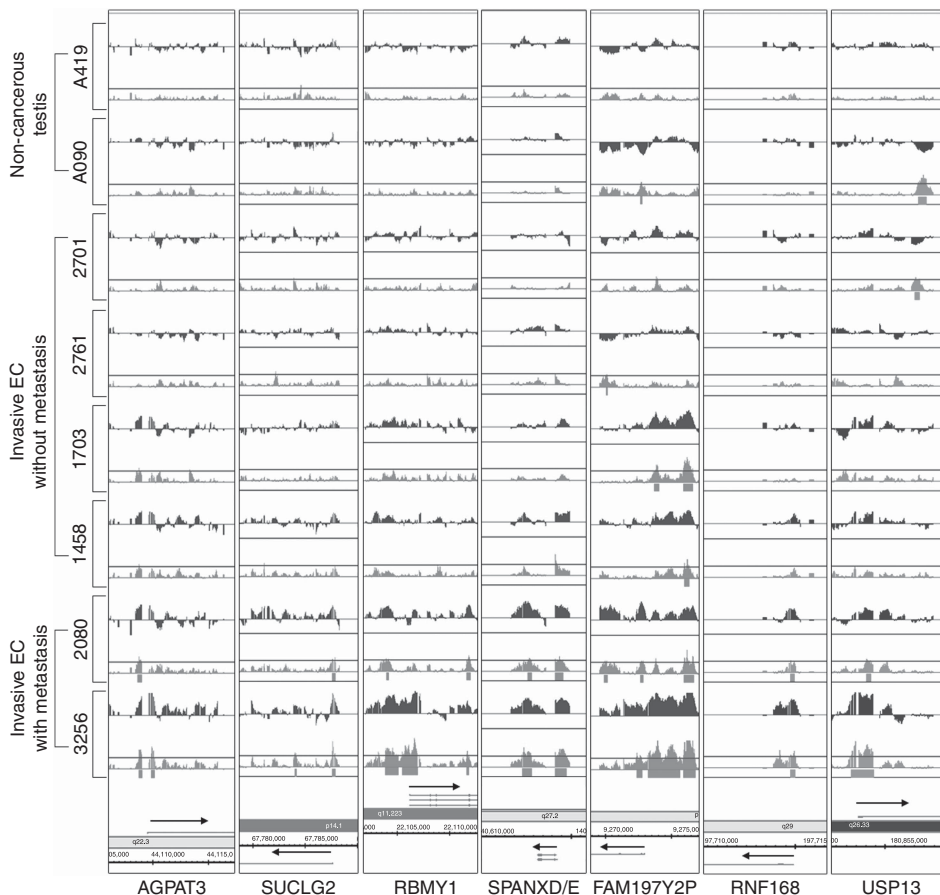 Non-cancerous
testis
A419
A090
Invasive EC
without metastasis
2701
2761
1703
1458
Invasive EC
with metastasis
2080
3256
q22.3
05,000 44,110,000 44,115,0
p14.1
67,780,000 67,785,000
q11,223
000 22,105,000 22,110,000
q27.2
40,610,000 140
p
9,270,000 9,275,00
q29
97,710,000 197,715
q26.33
00 180,855,000
AGPAT3 SUCLG2 RBMY1 SPANXD/E FAM197Y2P RNF168 USP13